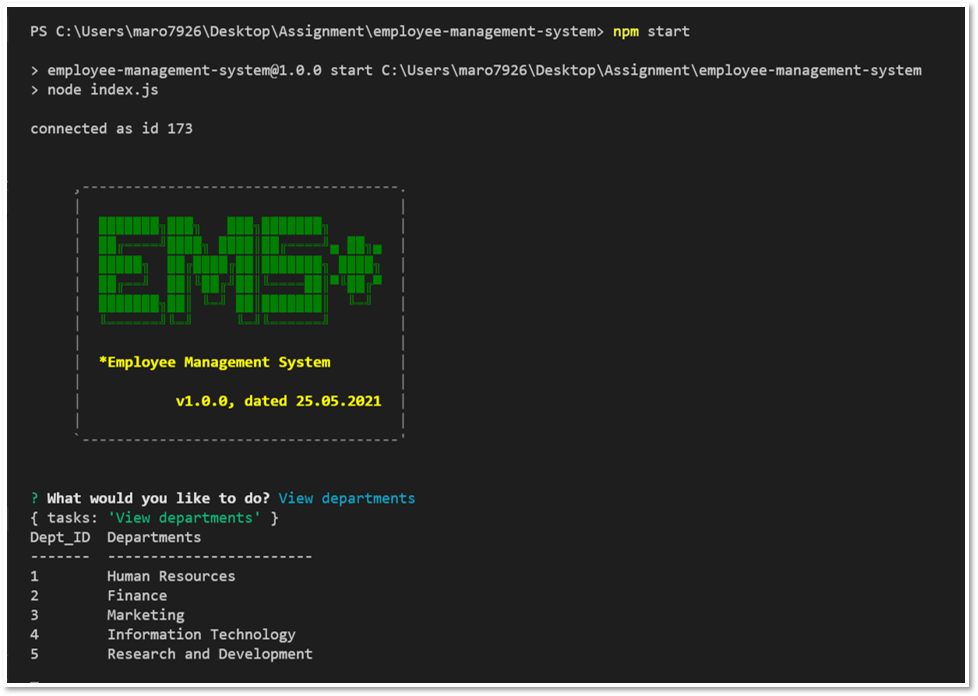 PS C:\Users\maro7926\Desktop\Assignment\employee-management-system> npm start
> employee-management-system@1.0.0 start C:\Users\maro7926\Desktop\Assignment\employee-management-system
> node index.js
connected as id 173
EMS*
*Employee Management System
v1.0.0, dated 25.05.2021
? What would you like to do? View departments
{ tasks: 'View departments' }
Dept_ID  Departments
-------  ------------------------
1        Human Resources
2        Finance
3        Marketing
4        Information Technology
5        Research and Development